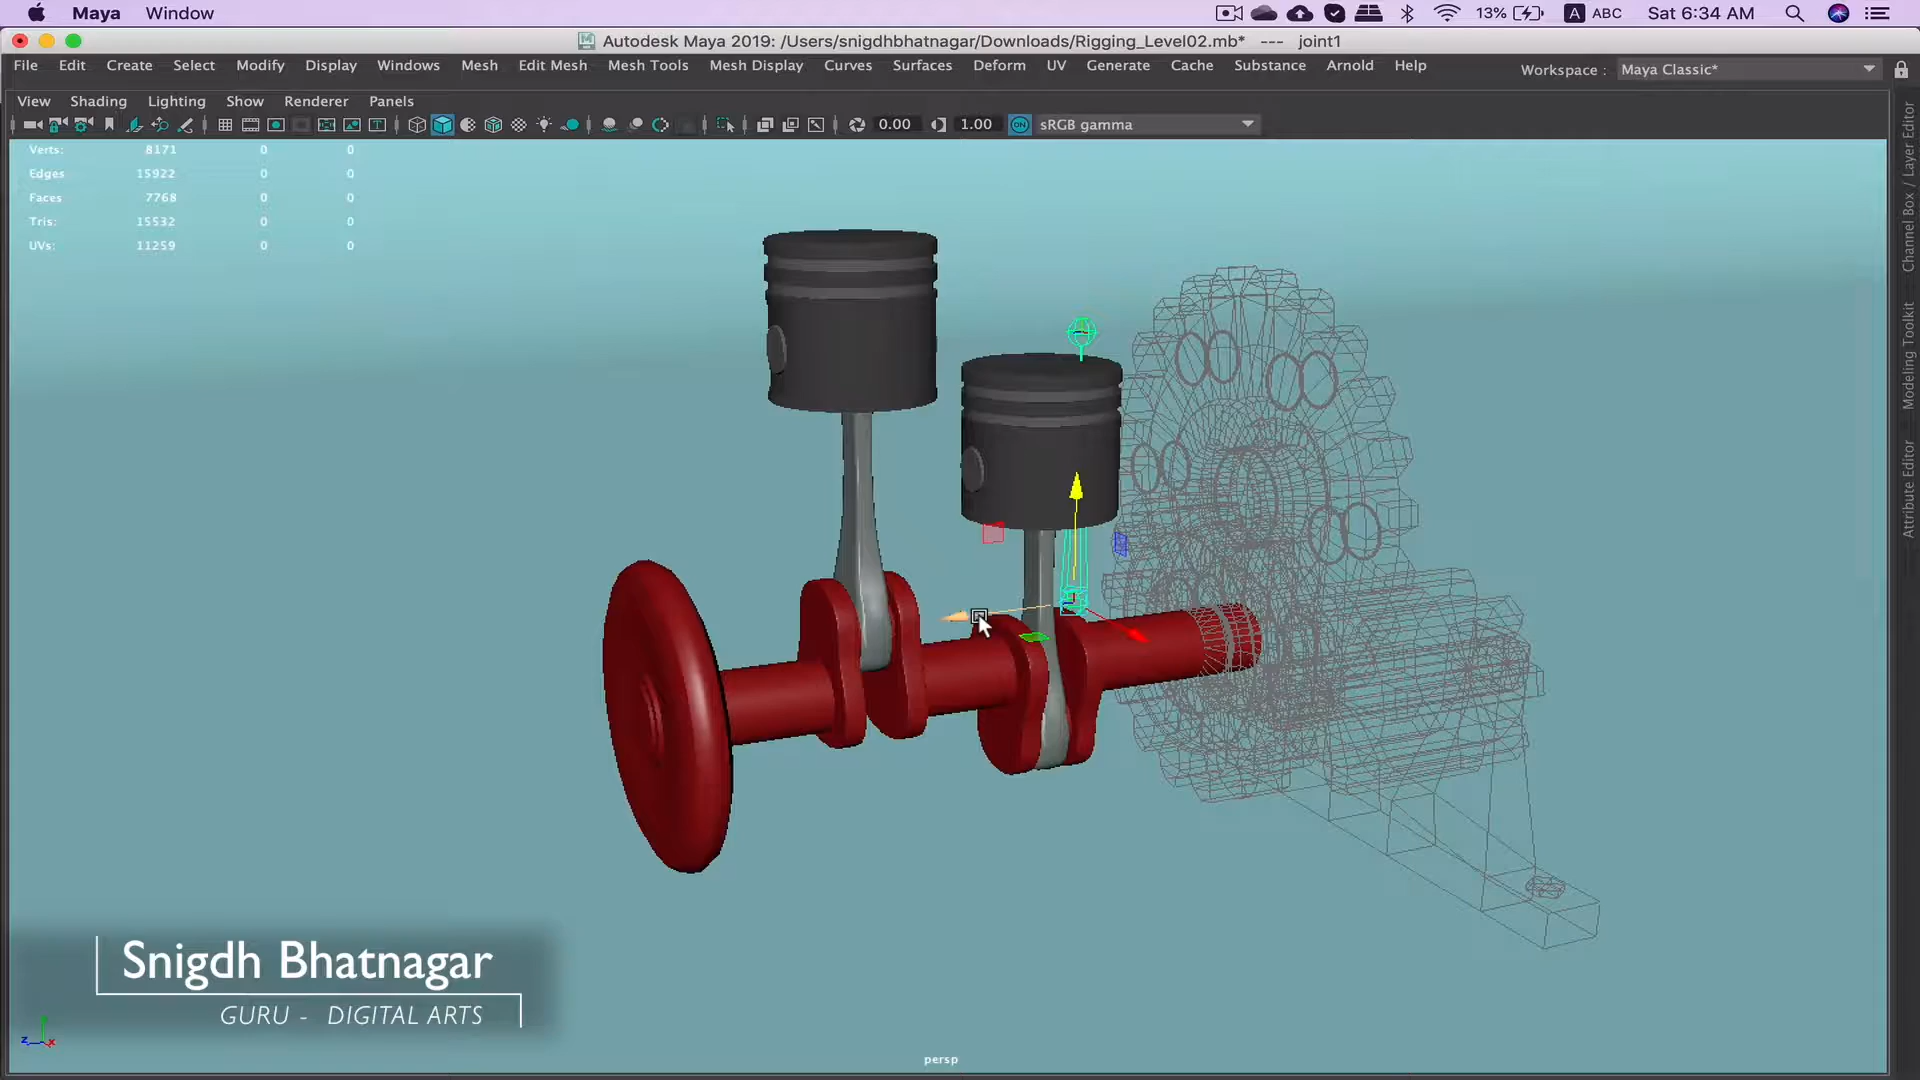 Maya Window 13% A ABC Sat 6:34 AM
Autodesk Maya 2019: /Users/snigdhbhatnagar/Downloads/Rigging_Level02.mb* --- joint1
File Edit Create Select Modify Display Windows Mesh Edit Mesh Mesh Tools Mesh Display Curves Surfaces Deform UV Generate Cache Substance Arnold Help Workspace : Maya Classic*
View Shading Lighting Show Renderer Panels
0.00 1.00 ON sRGB gamma
Verts: 8171 0 0
Edges 15922 0 0
Faces 7768 0 0
Tris: 15532 0 0
UVs: 11259 0 0
Channel Box / Layer Editor
Modeling Toolkit
Attribute Editor
Snigdh Bhatnagar
GURU - DIGITAL ARTS
z x
persp